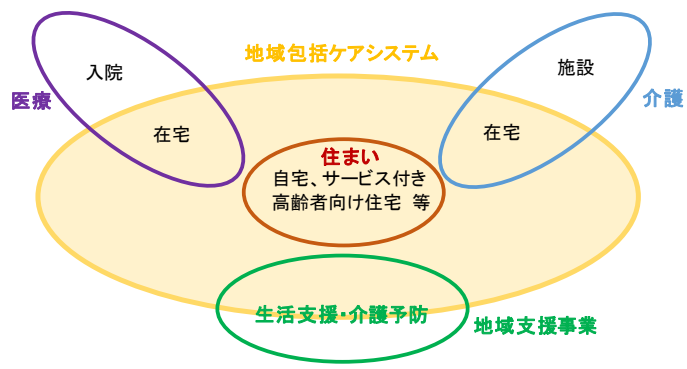 地域包括ケアシステム
入院
施設
医療
介護
在宅
在宅
住まい
自宅、サービス付き
高齢者向け住宅 等
生活支援・介護予防
地域支援事業